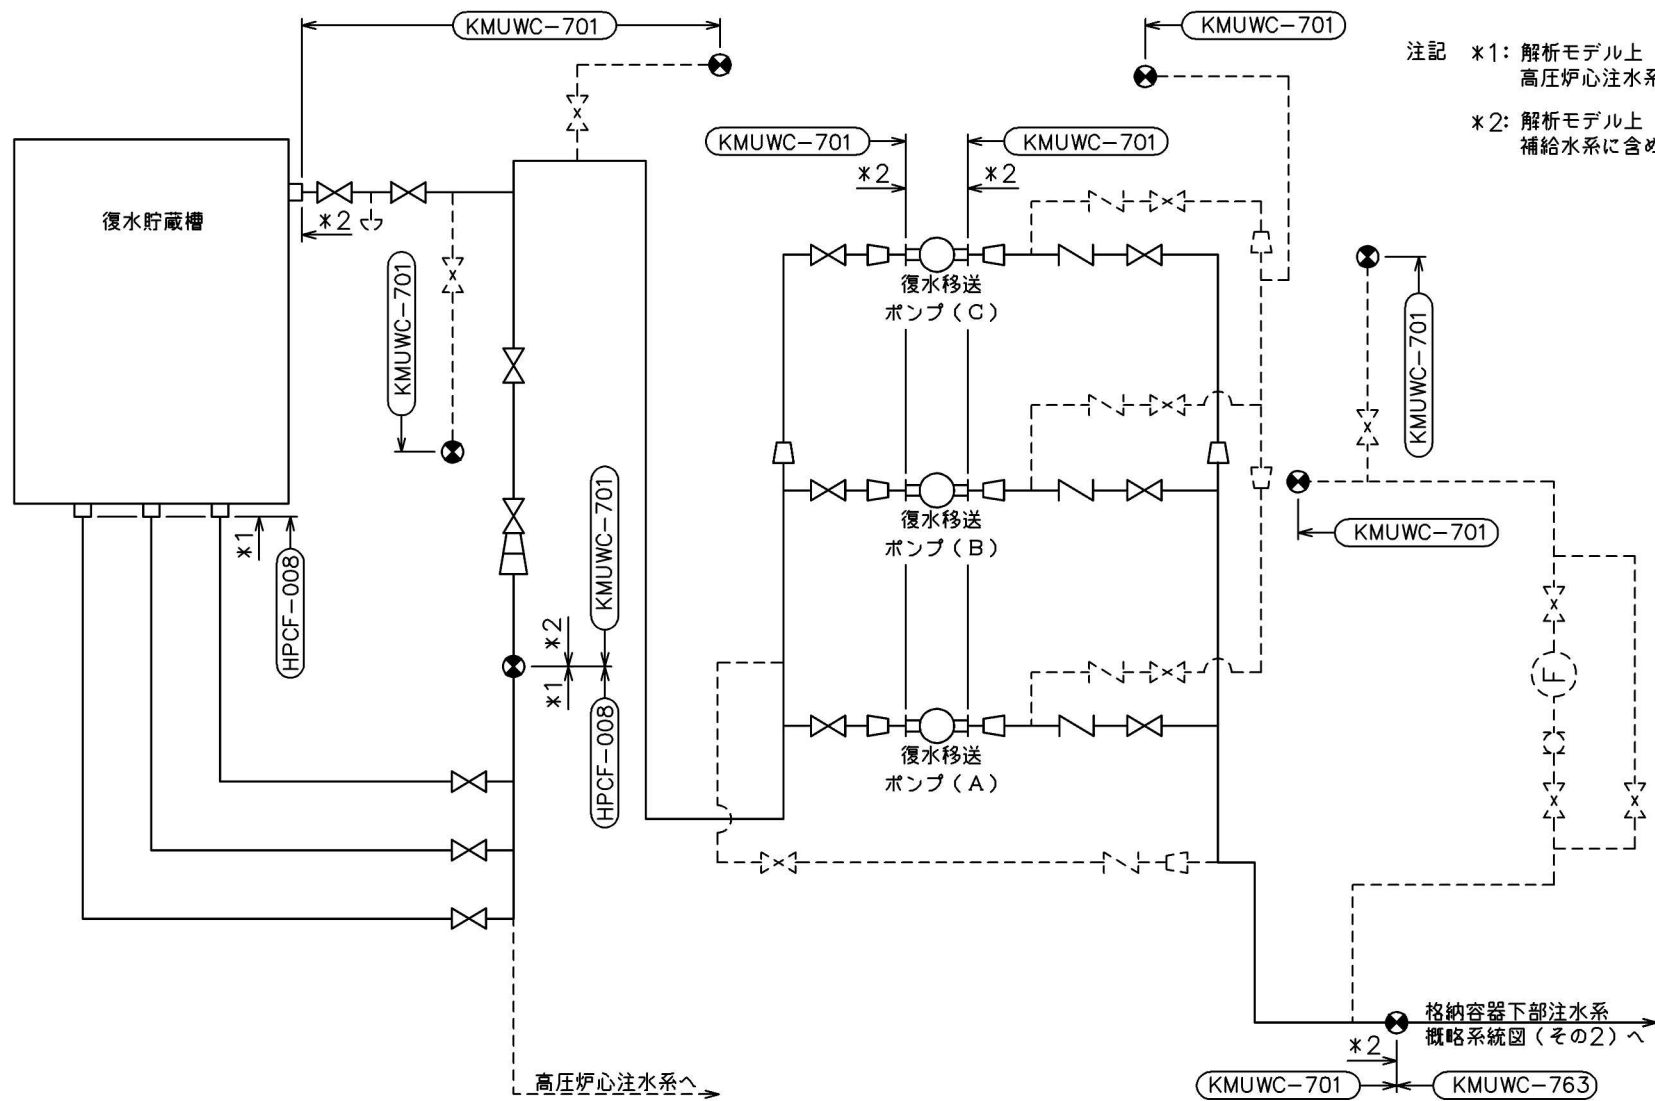 KMUWC-701
KMUWC-701
注記 *1: 解析モデル上
高圧炉心注水系
*2: 解析モデル上
補給水系に含め
KMUWC-701
KMUWC-701
*2
*2
復水貯蔵槽
*2
KMUWC-701
復水移送
ポンプ(C)
KMUWC-701
*1
HPCF-008
KMUWC-701
復水移送
ポンプ(B)
KMUWC-701
*2
*1
HPCF-008
F
復水移送
ポンプ(A)
格納容器下部注水系
概略系統図(その2)へ
*2
高圧炉心注水系へ
KMUWC-701
KMUWC-763